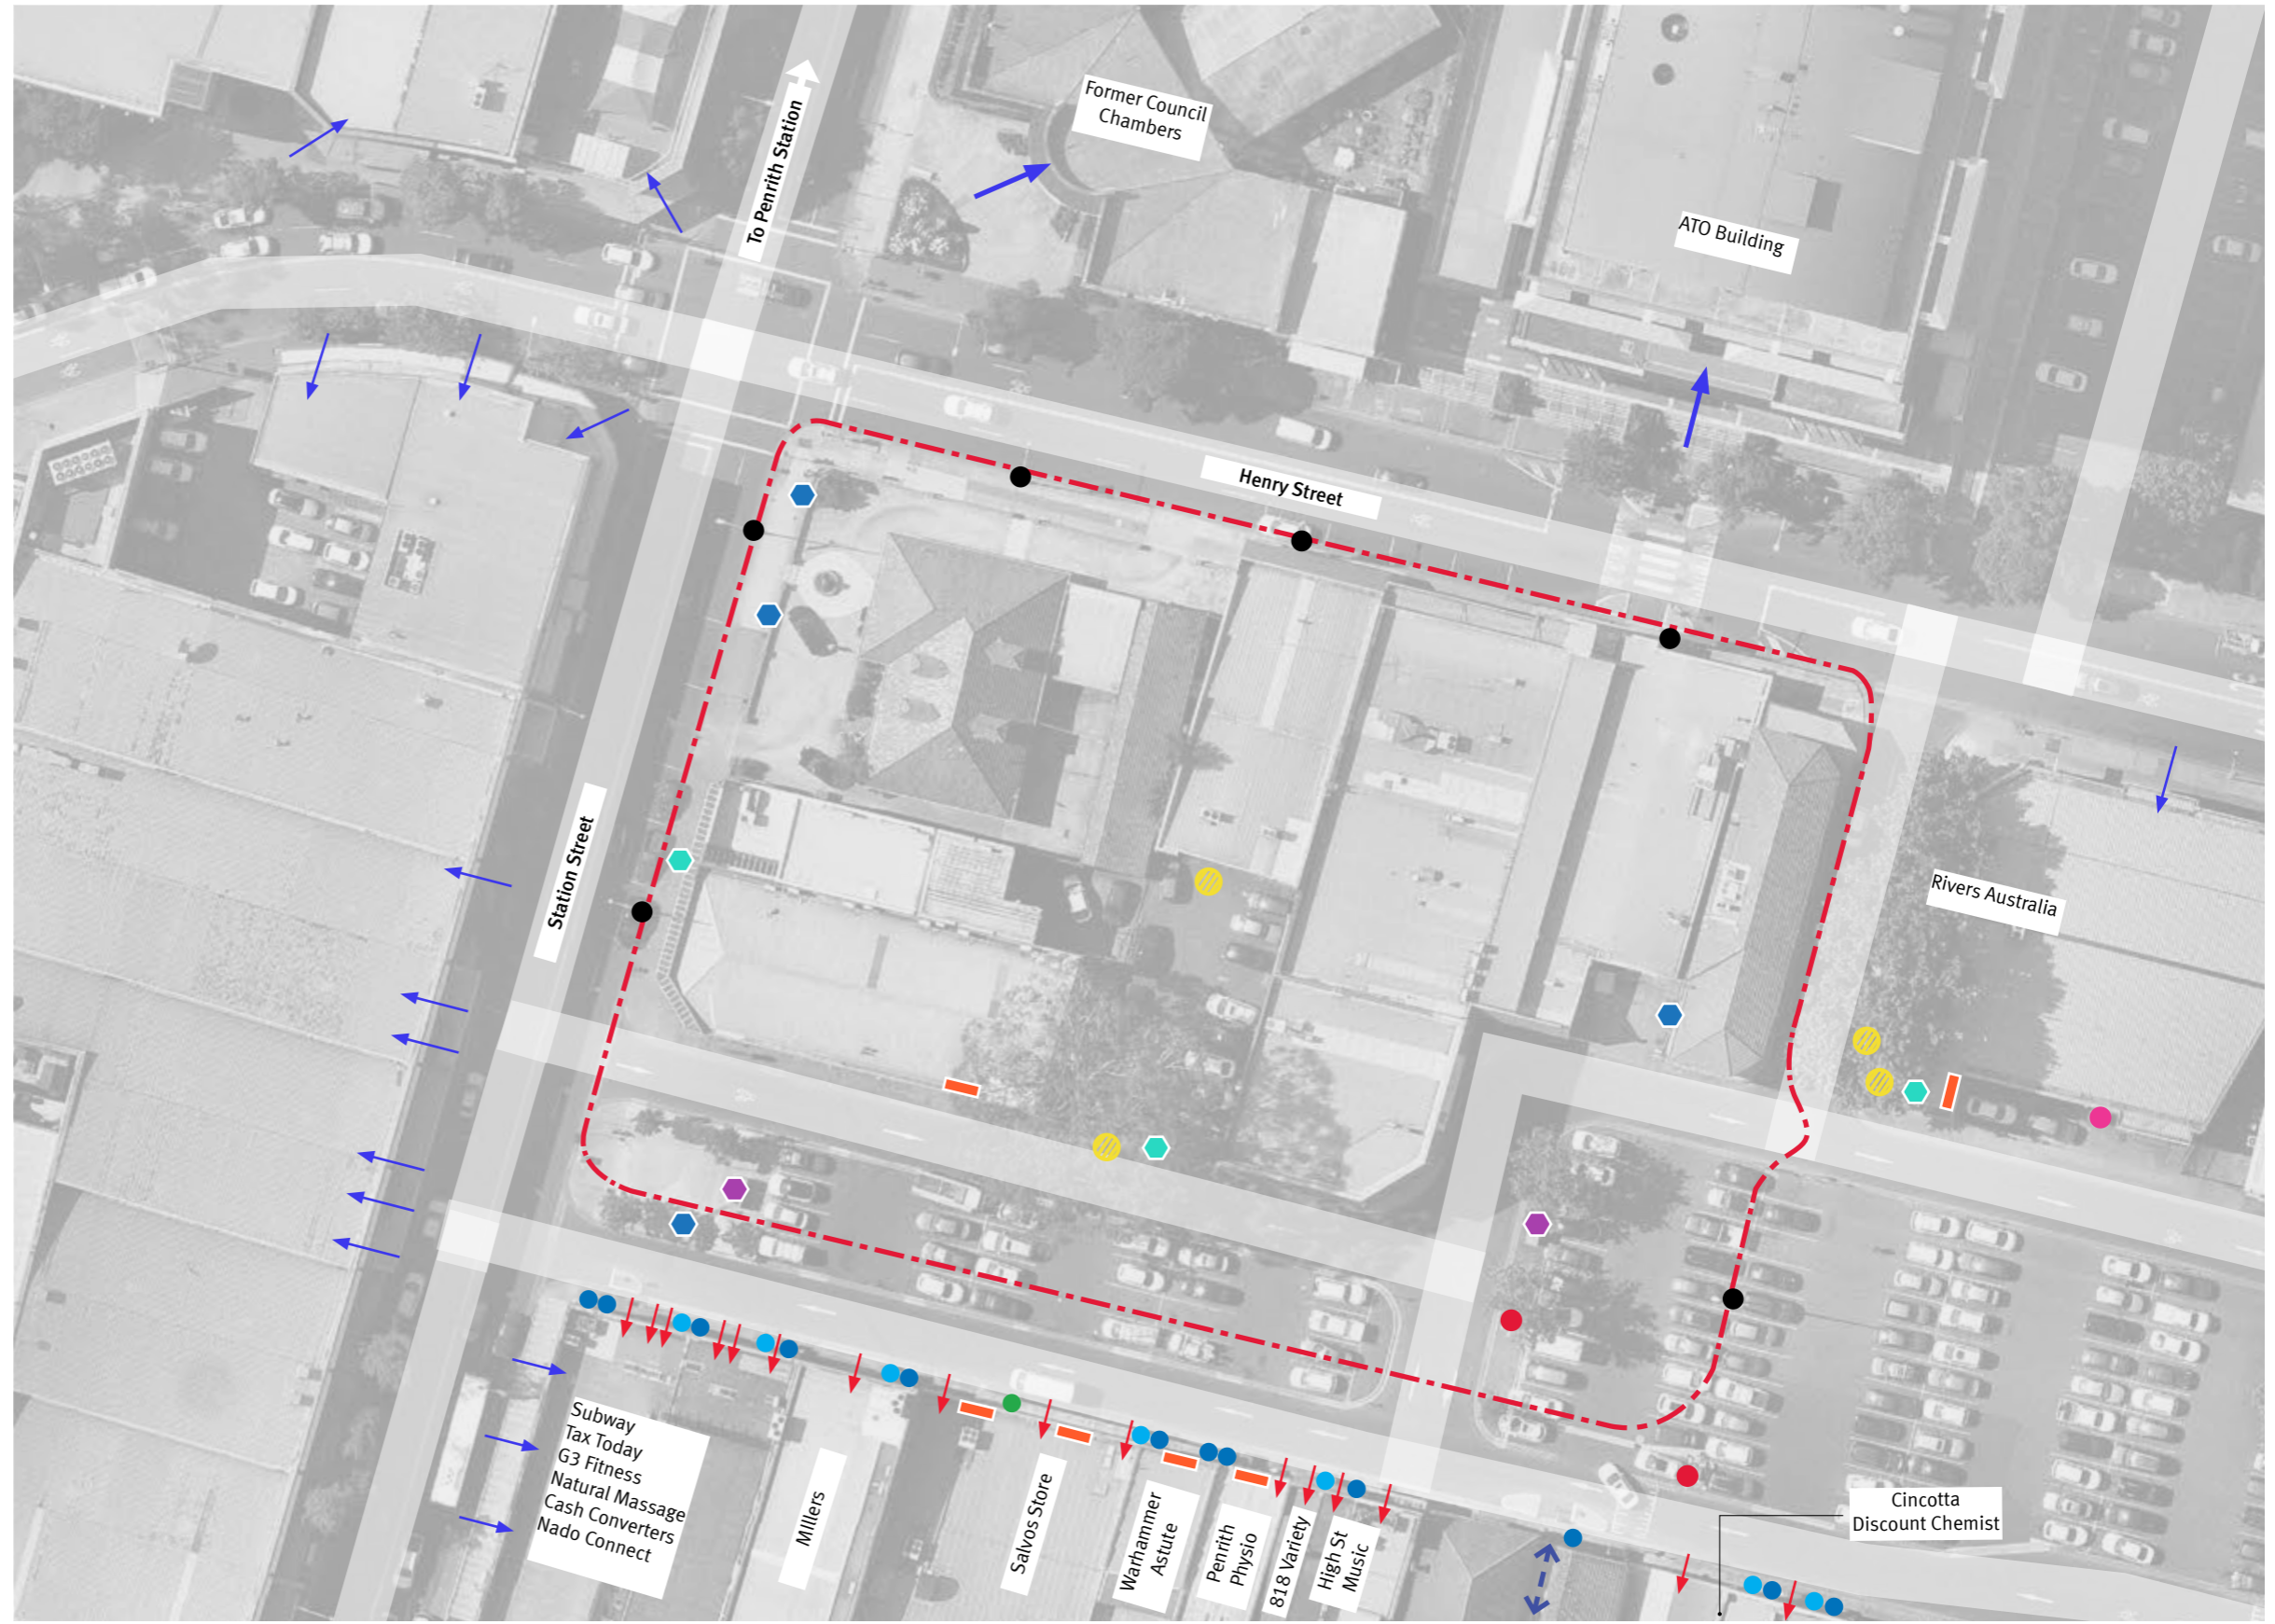 To Penrith Station
Former Council
Chambers
ATO Building
Henry Street
Station Street
Rivers Australia
Subway
Tax Today
G3 Fitness
Natural Massage
Cash Converters
Nado Connect
Millers
Salvos Store
Warhammer
Astute
Penrith
Physio
818 Variety
High St
Music
Cincotta
Discount Chemist